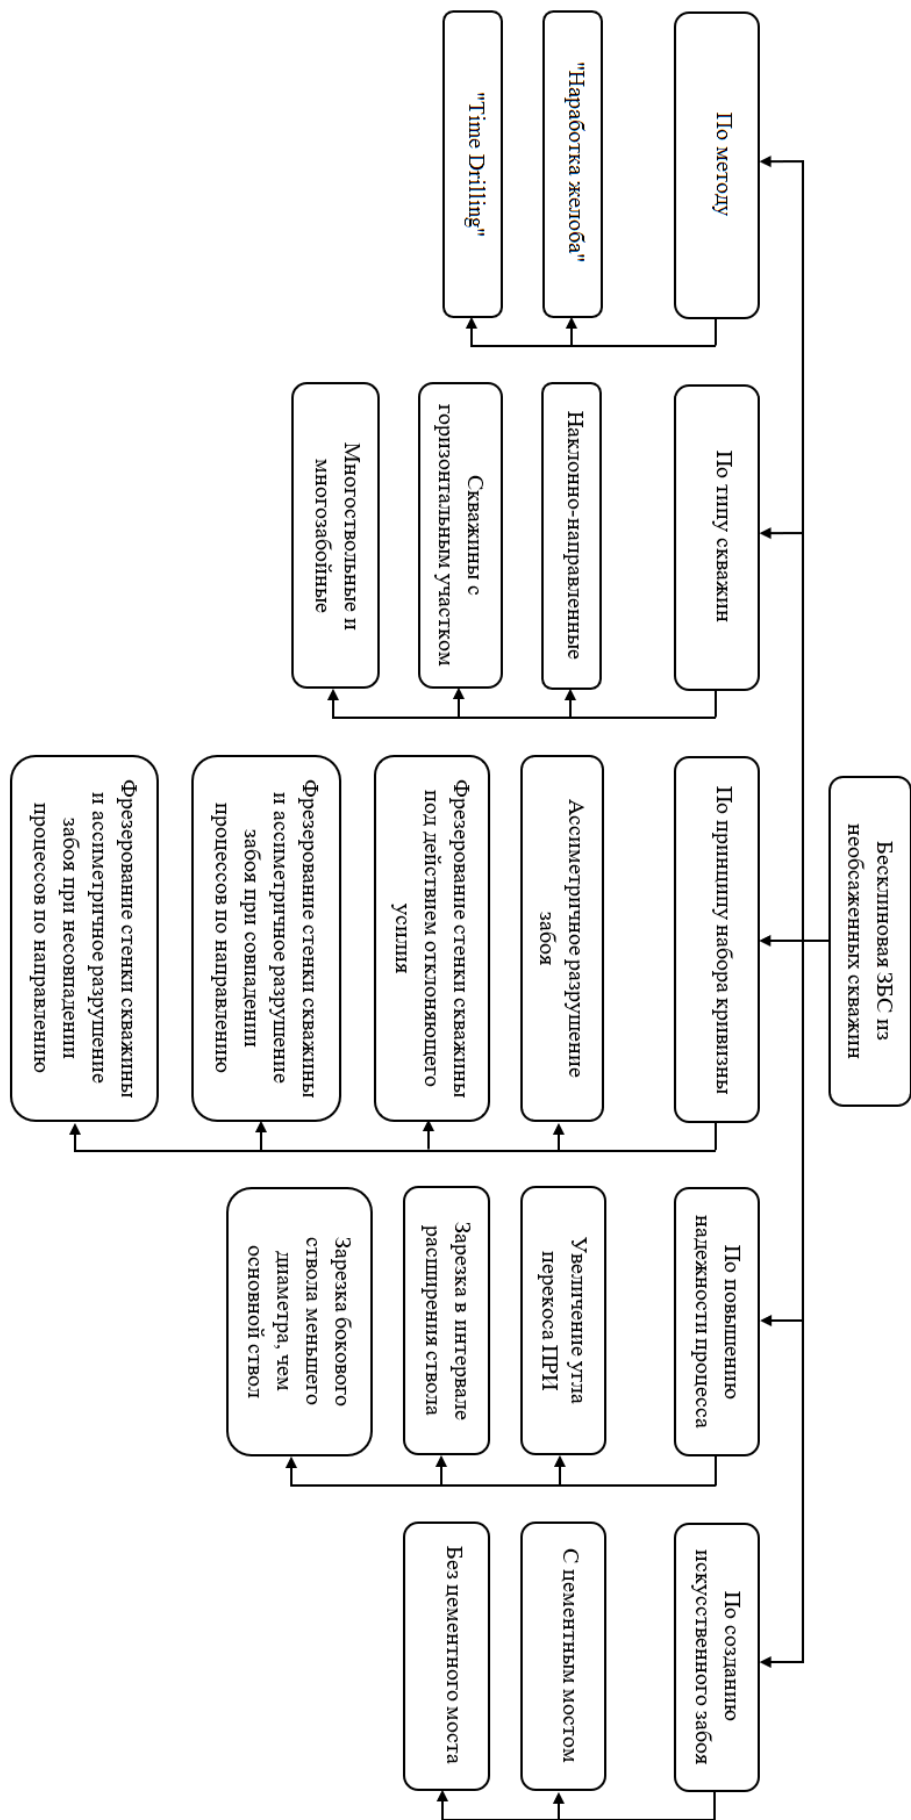 Бесклиновая ЗБС из
необсаженных скважин
По методу
"Наработка желоба"
"Time Drilling"
По типу скважин
Наклонно-направленные
Скважины с
горизонтальным участком
Многоствольные и
многозабойные
По принципу набора кривизны
Ассиметричное разрушение
забоя
Фрезерование стенки скважины
под действием отклоняющего
усилия
Фрезерование стенки скважины
и ассиметричное разрушение
забоя при совпадении
процессов по направлению
Фрезерование стенки скважины
и ассиметричное разрушение
забоя при несовпадении
процессов по направлению
По повышению
надежности процесса
Увеличение угла
перекоса ПРИ
Зарезка в интервале
расширения ствола
Зарезка бокового
ствола меньшего
диаметра, чем
основной ствол
По созданию
искусственного забоя
С цементным мостом
Без цементного моста